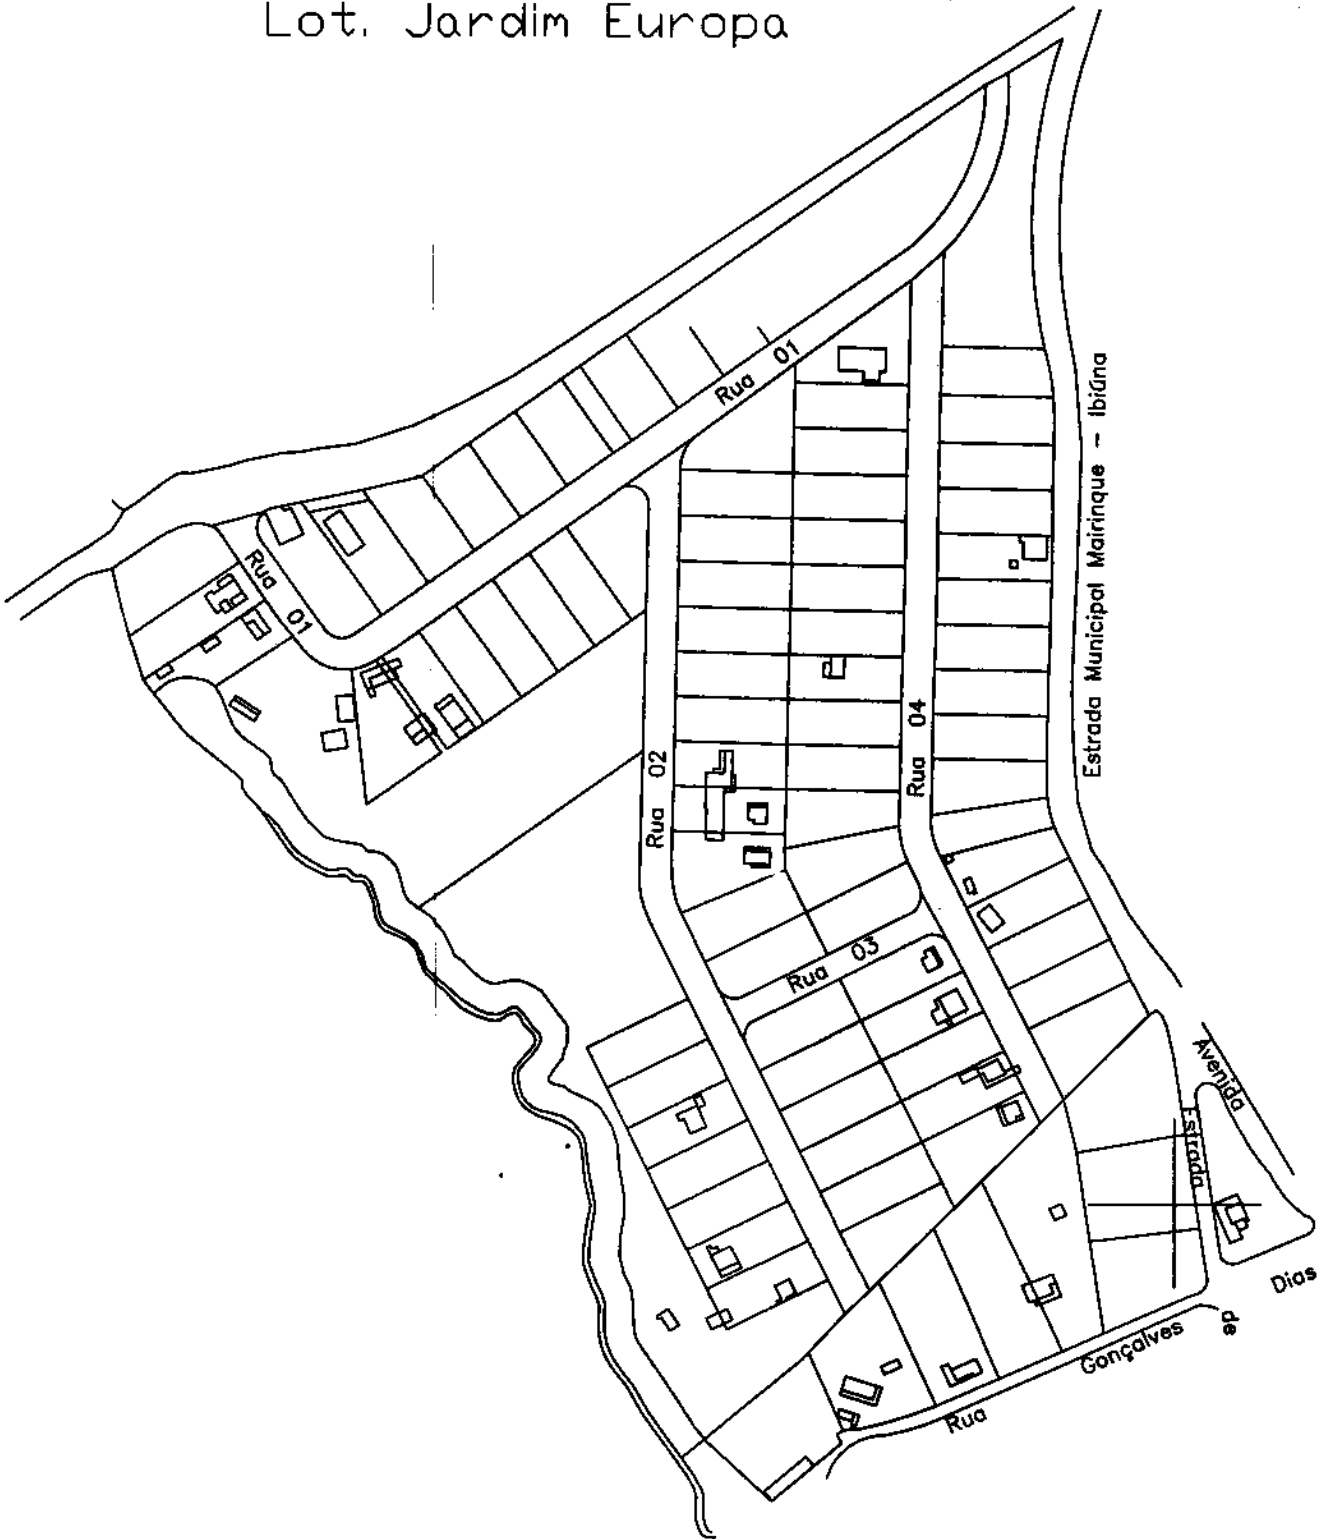 Lot. Jardim Europa
Rua 01
Estrada Municipal Mairinque - Ibiúna
Rua 01
Rua 04
Rua 02
Rua 03
Avenida
Estrada
Dias
de
Gonçalves
Rua